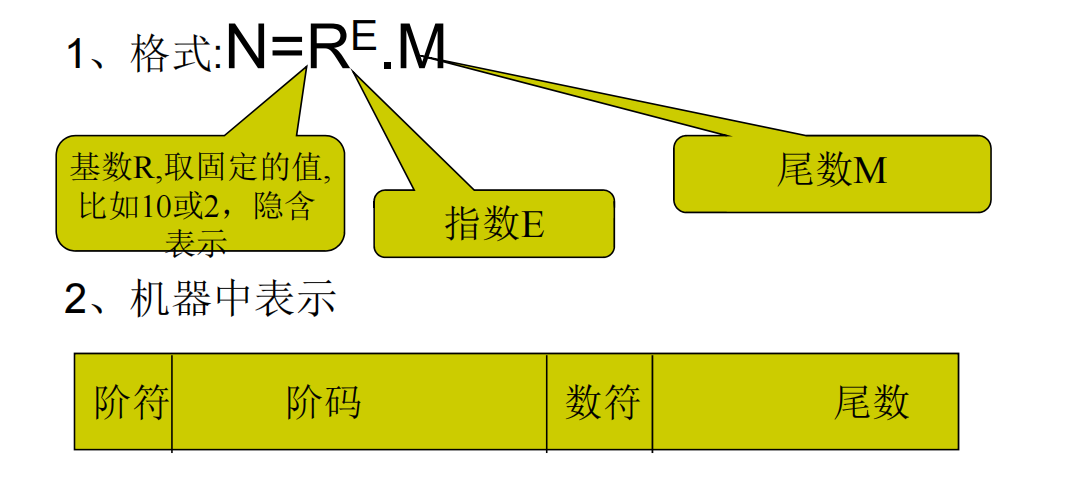 1、格式:N=Rᴱ.M
基数R,取固定的值,
比如10或2，隐含
表示
指数E
尾数M
2、机器中表示
阶符 阶码 数符 尾数